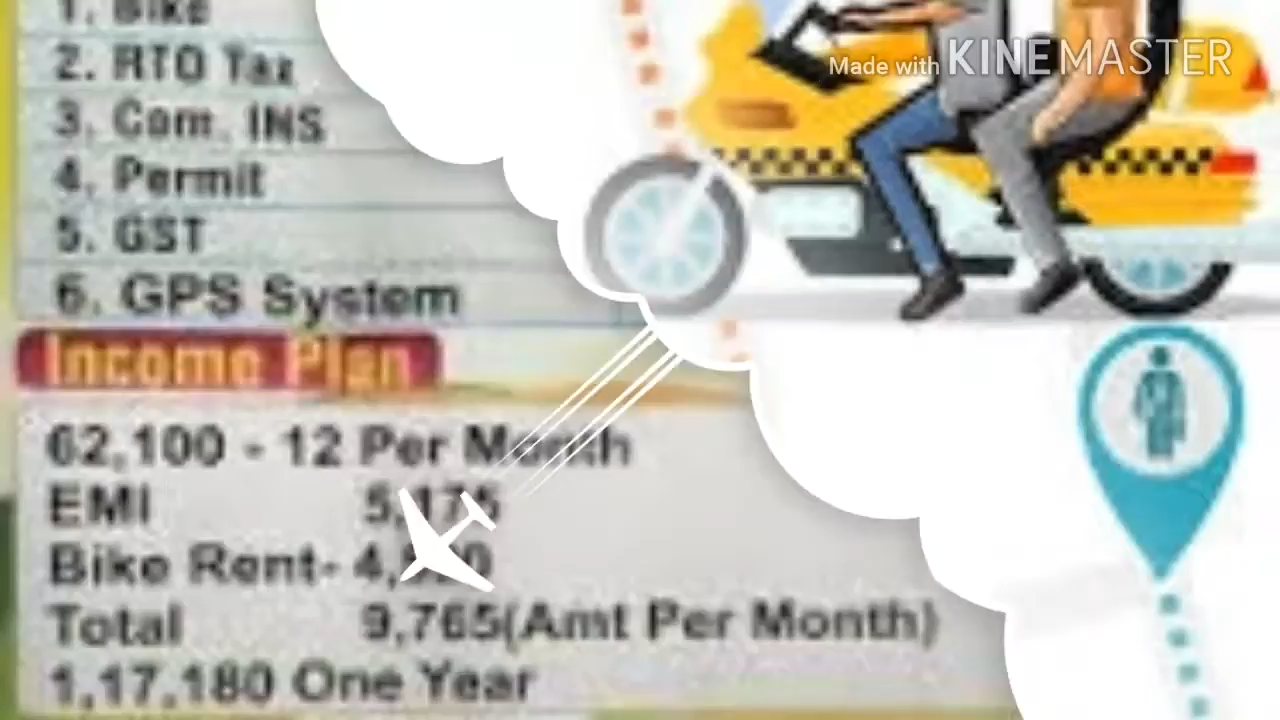 1. Bike
2. RTO Tax
3. Com. INS
4. Permit
5. GST
6. GPS System
Income Plan
62,100 - 12 Per Month
EMI 5,175
Bike Rent-
Total 9,765(Amt Per Month)
1,17,180 One Year
Made with KINEMASTER